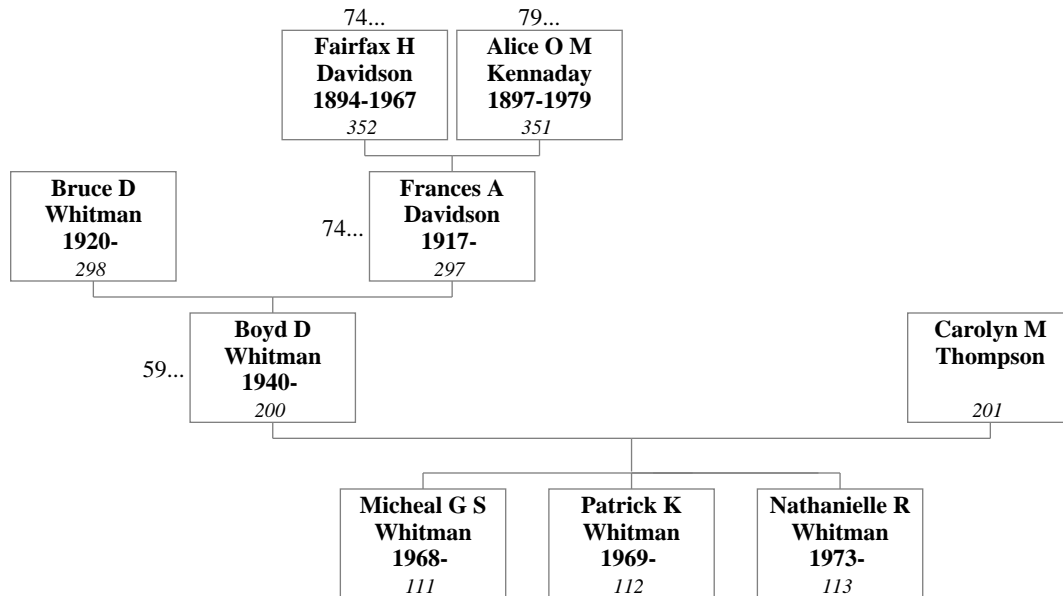 74...
79...
Fairfax H
Davidson
1894-1967
352
Alice O M
Kennaday
1897-1979
351
Bruce D
Whitman
1920-
298
74...
Frances A
Davidson
1917-
297
59...
Boyd D
Whitman
1940-
200
Carolyn M
Thompson
201
Micheal G S
Whitman
1968-
111
Patrick K
Whitman
1969-
112
Nathanielle R
Whitman
1973-
113